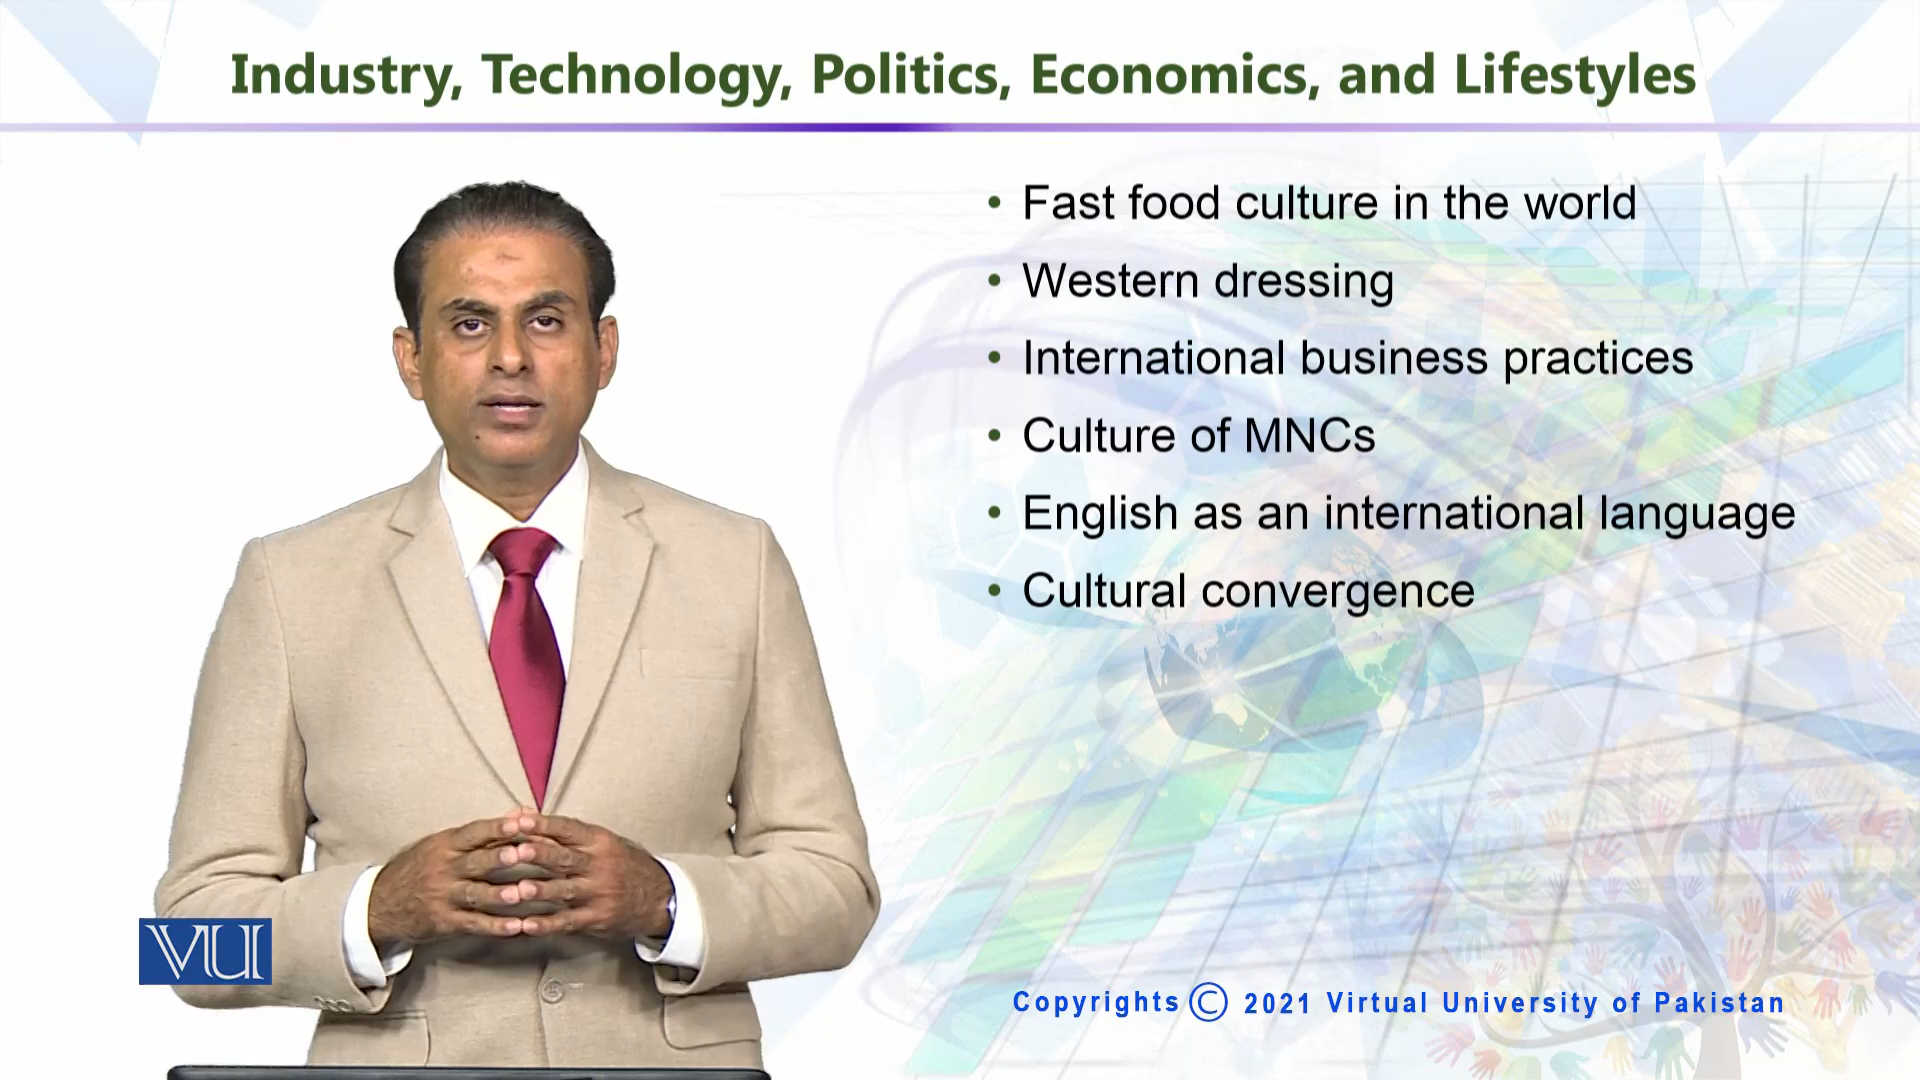 Industry, Technology, Politics, Economics, and Lifestyles
• Fast food culture in the world
• Western dressing
• International business practices
• Culture of MNCs
• English as an international language
• Cultural convergence
VU
Copyrights © 2021 Virtual University of Pakistan